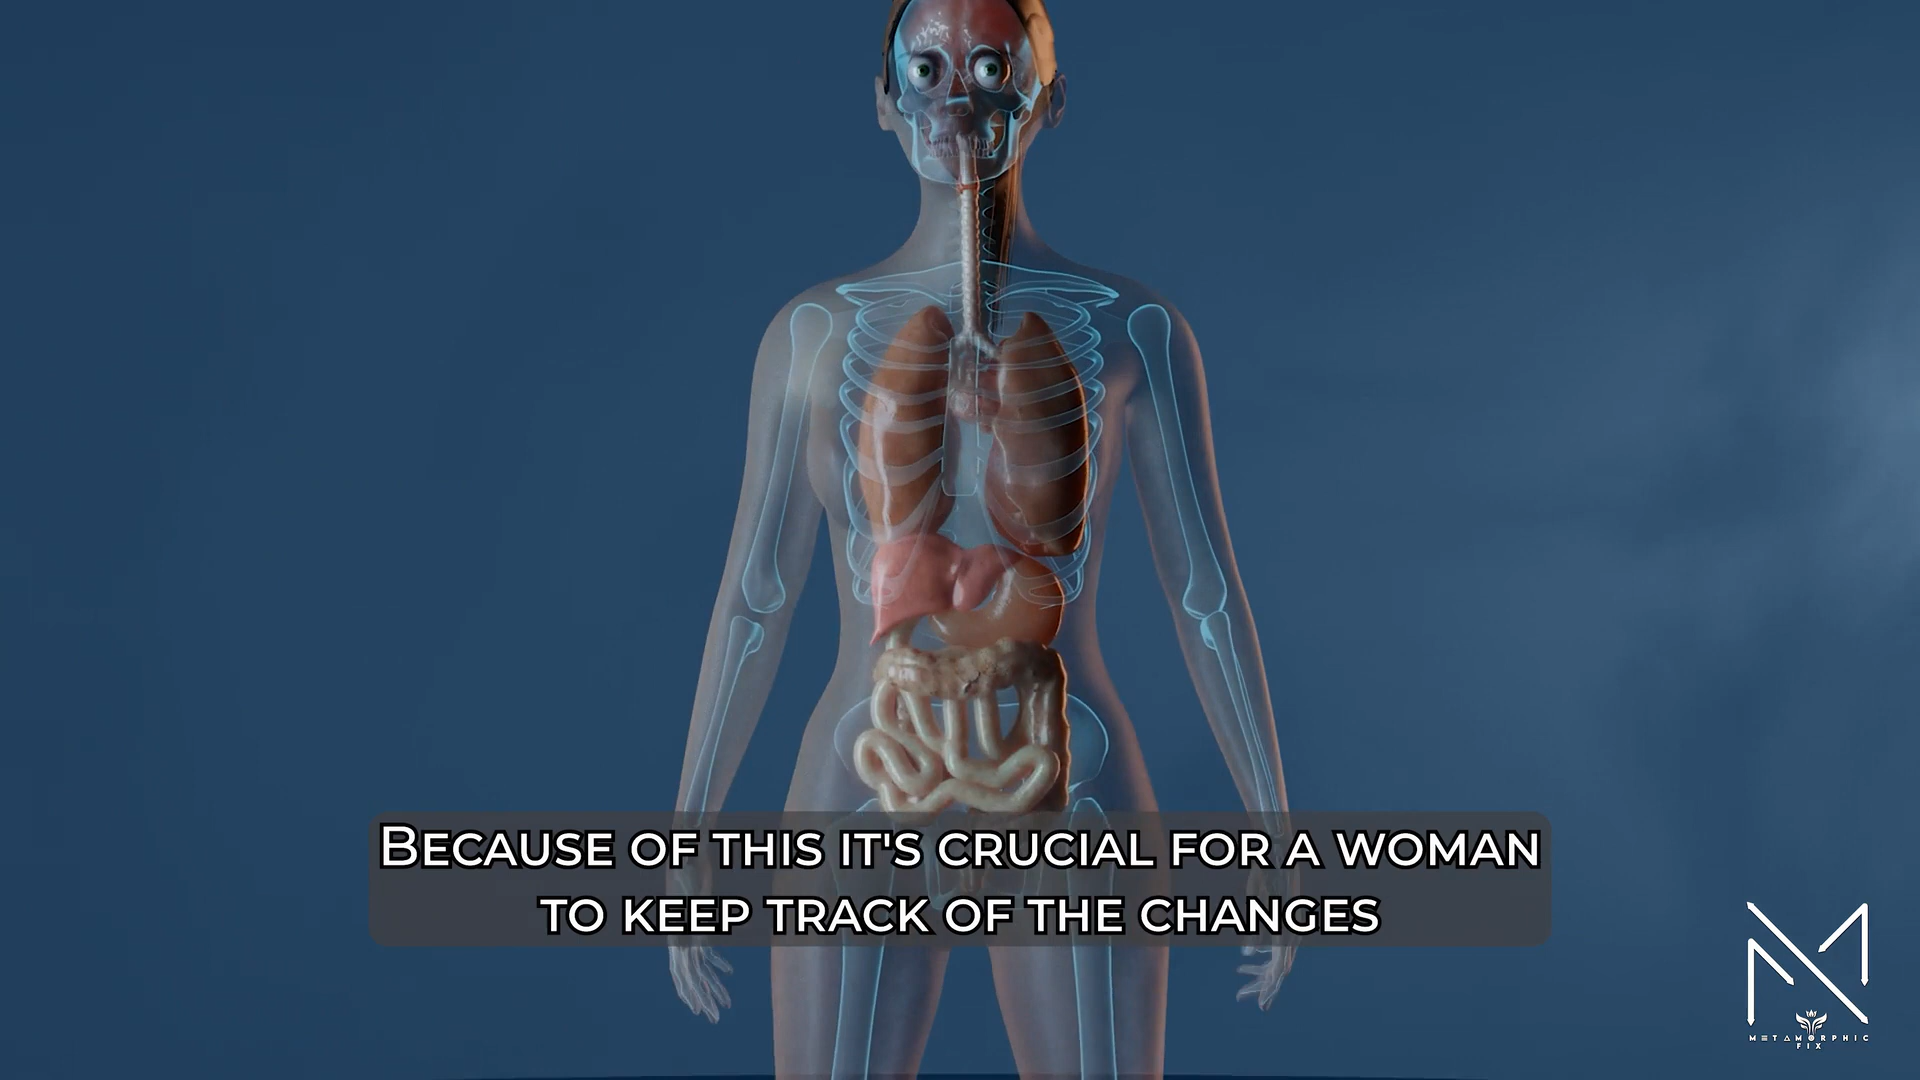 Because of this it's crucial for a woman
to keep track of the changes
METAMORPHIC
FIX